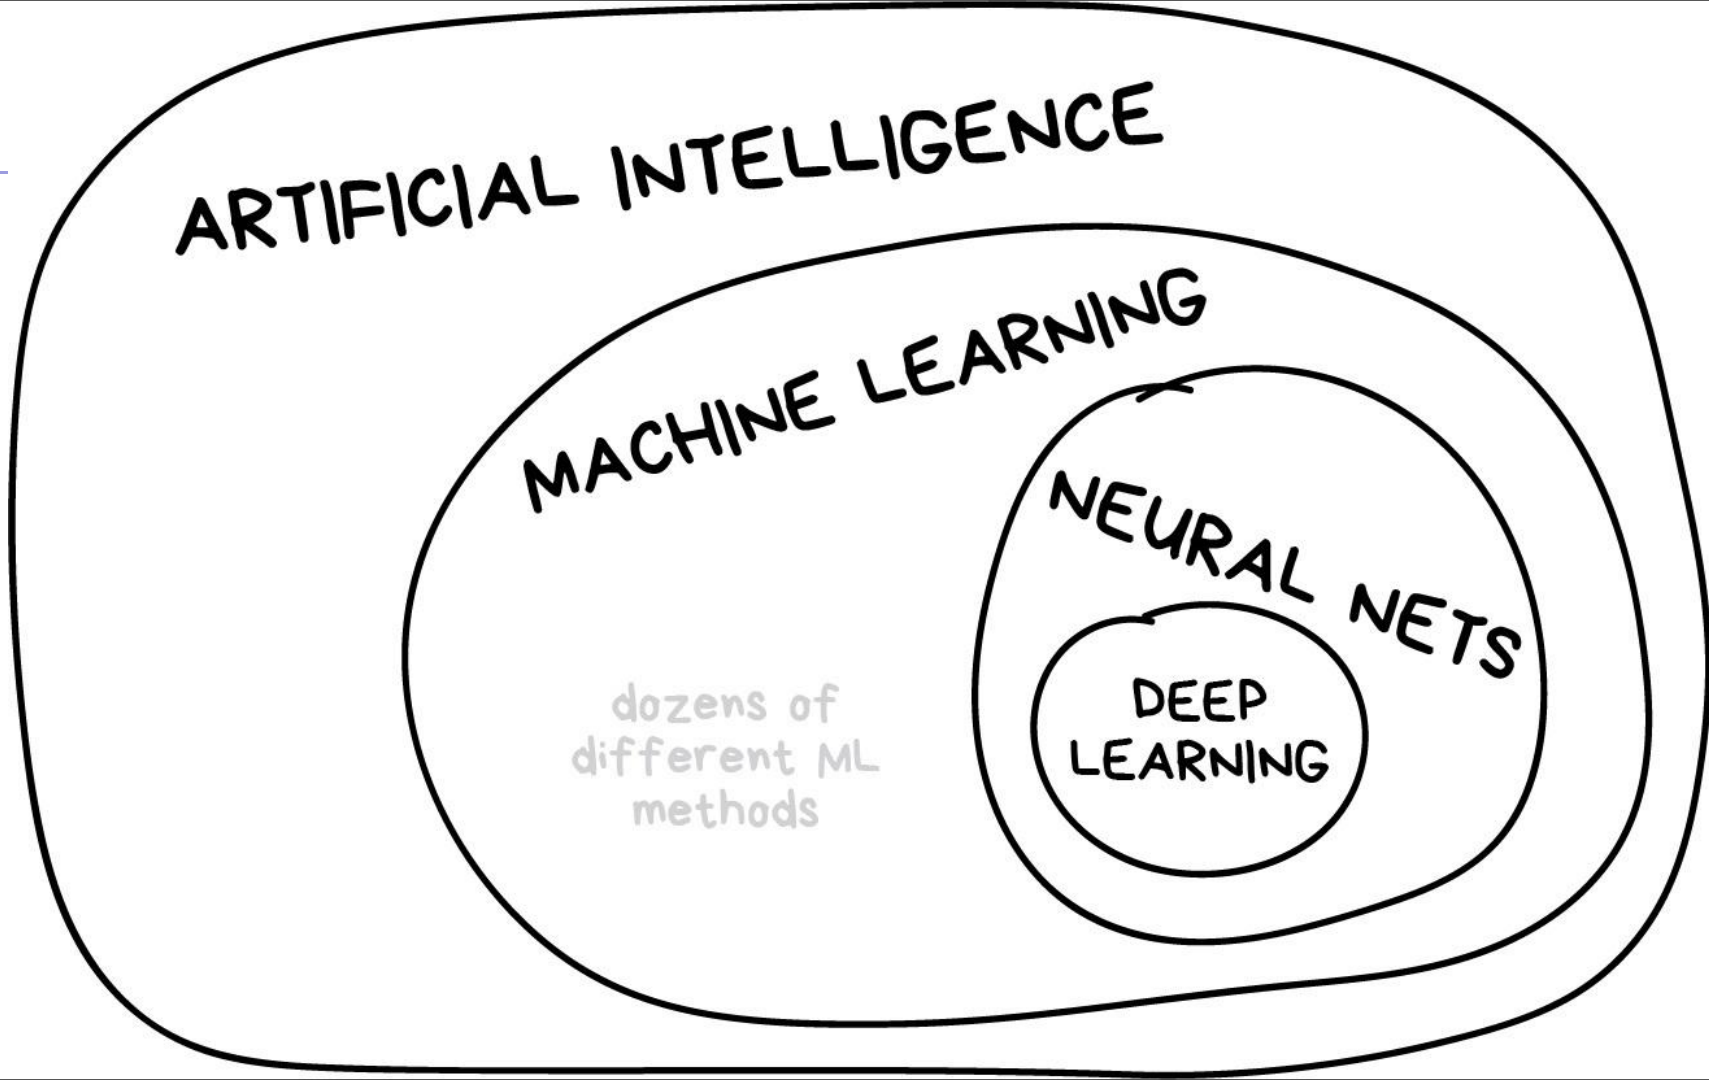 ARTIFICIAL INTELLIGENCE
MACHINE LEARNING
NEURAL NETS
DEEP
LEARNING
dozens of
different ML
methods